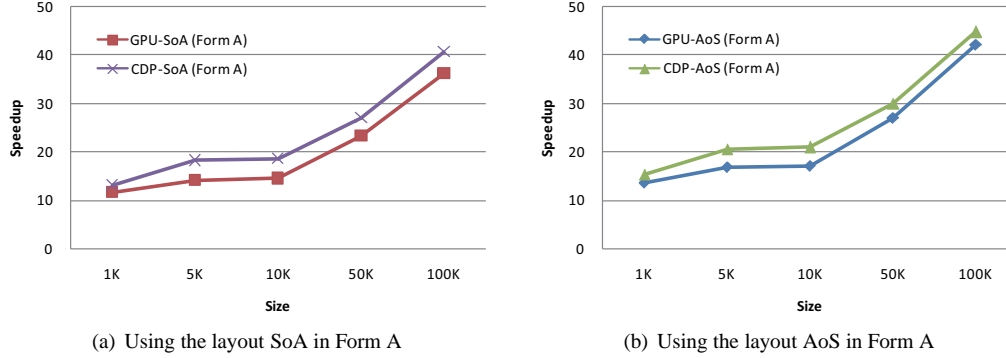 50
40
30
20
10
0
Speedup
GPU-SoA (Form A)
CDP-SoA (Form A)
1K 5K 10K 50K 100K
Size
(a) Using the layout SoA in Form A
50
40
30
20
10
0
Speedup
GPU-AoS (Form A)
CDP-AoS (Form A)
1K 5K 10K 50K 100K
Size
(b) Using the layout AoS in Form A